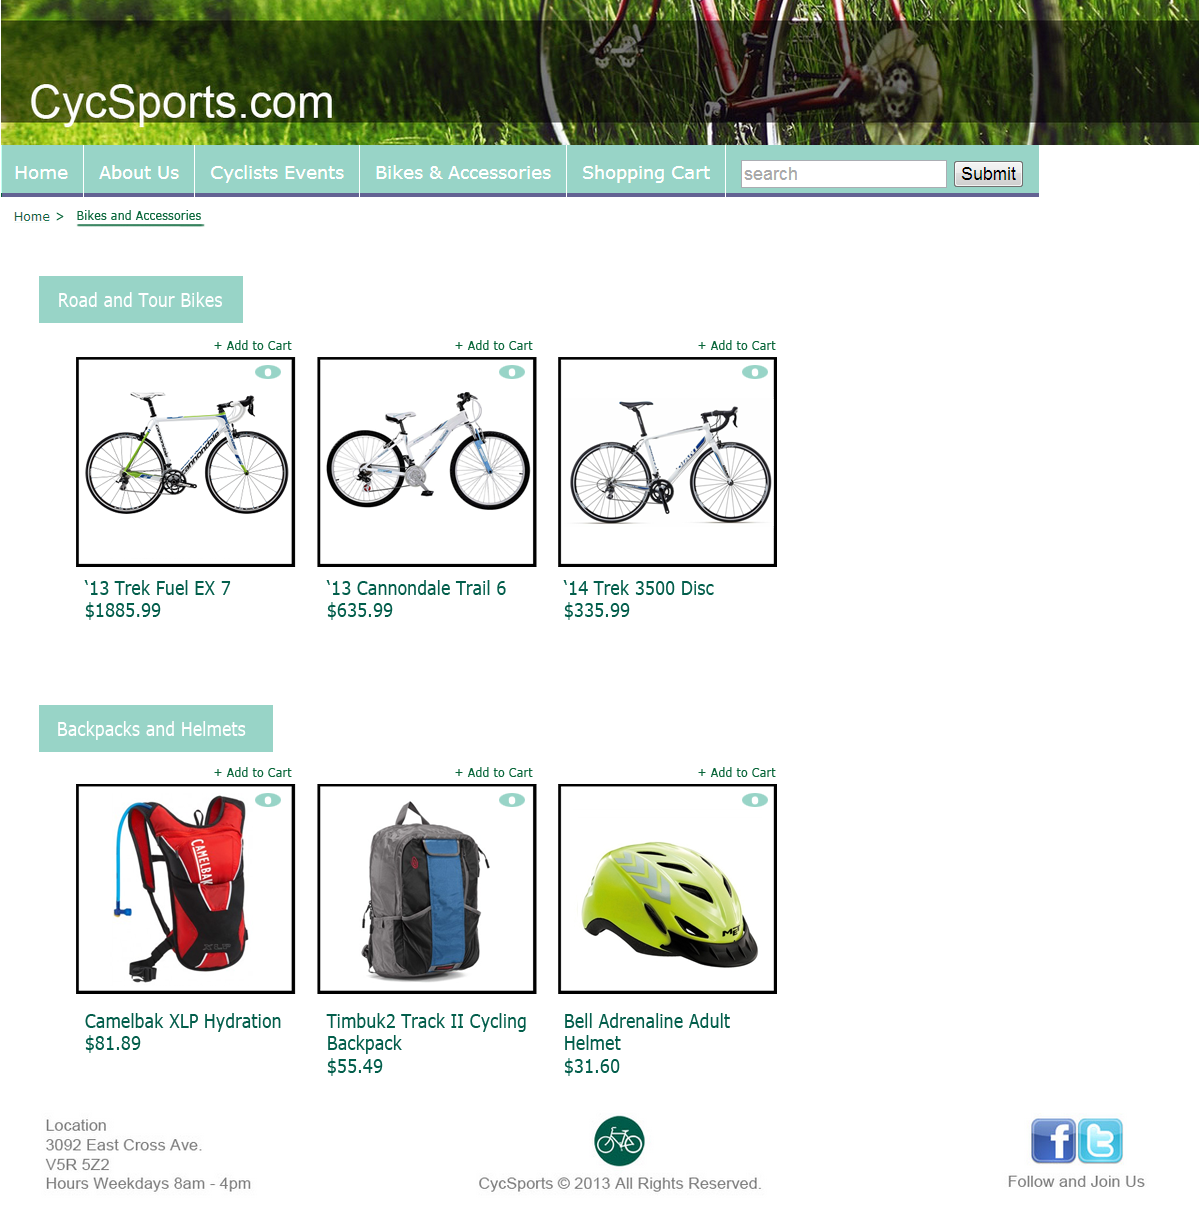 CycSports.com
Home
About Us
Cyclists Events
Bikes & Accessories
Shopping Cart
search
Submit
Home > Bikes and Accessories
Road and Tour Bikes
+ Add to Cart
+ Add to Cart
+ Add to Cart
cannondale
GIANT
‘13 Trek Fuel EX 7
$1885.99
‘13 Cannondale Trail 6
$635.99
‘14 Trek 3500 Disc
$335.99
Backpacks and Helmets
+ Add to Cart
+ Add to Cart
+ Add to Cart
CAMELBAK
XLP
MET
Camelbak XLP Hydration
$81.89
Timbuk2 Track II Cycling
Backpack
$55.49
Bell Adrenaline Adult
Helmet
$31.60
Location
3092 East Cross Ave.
V5R 5Z2
Hours Weekdays 8am - 4pm
CycSports © 2013 All Rights Reserved.
f
t
Follow and Join Us